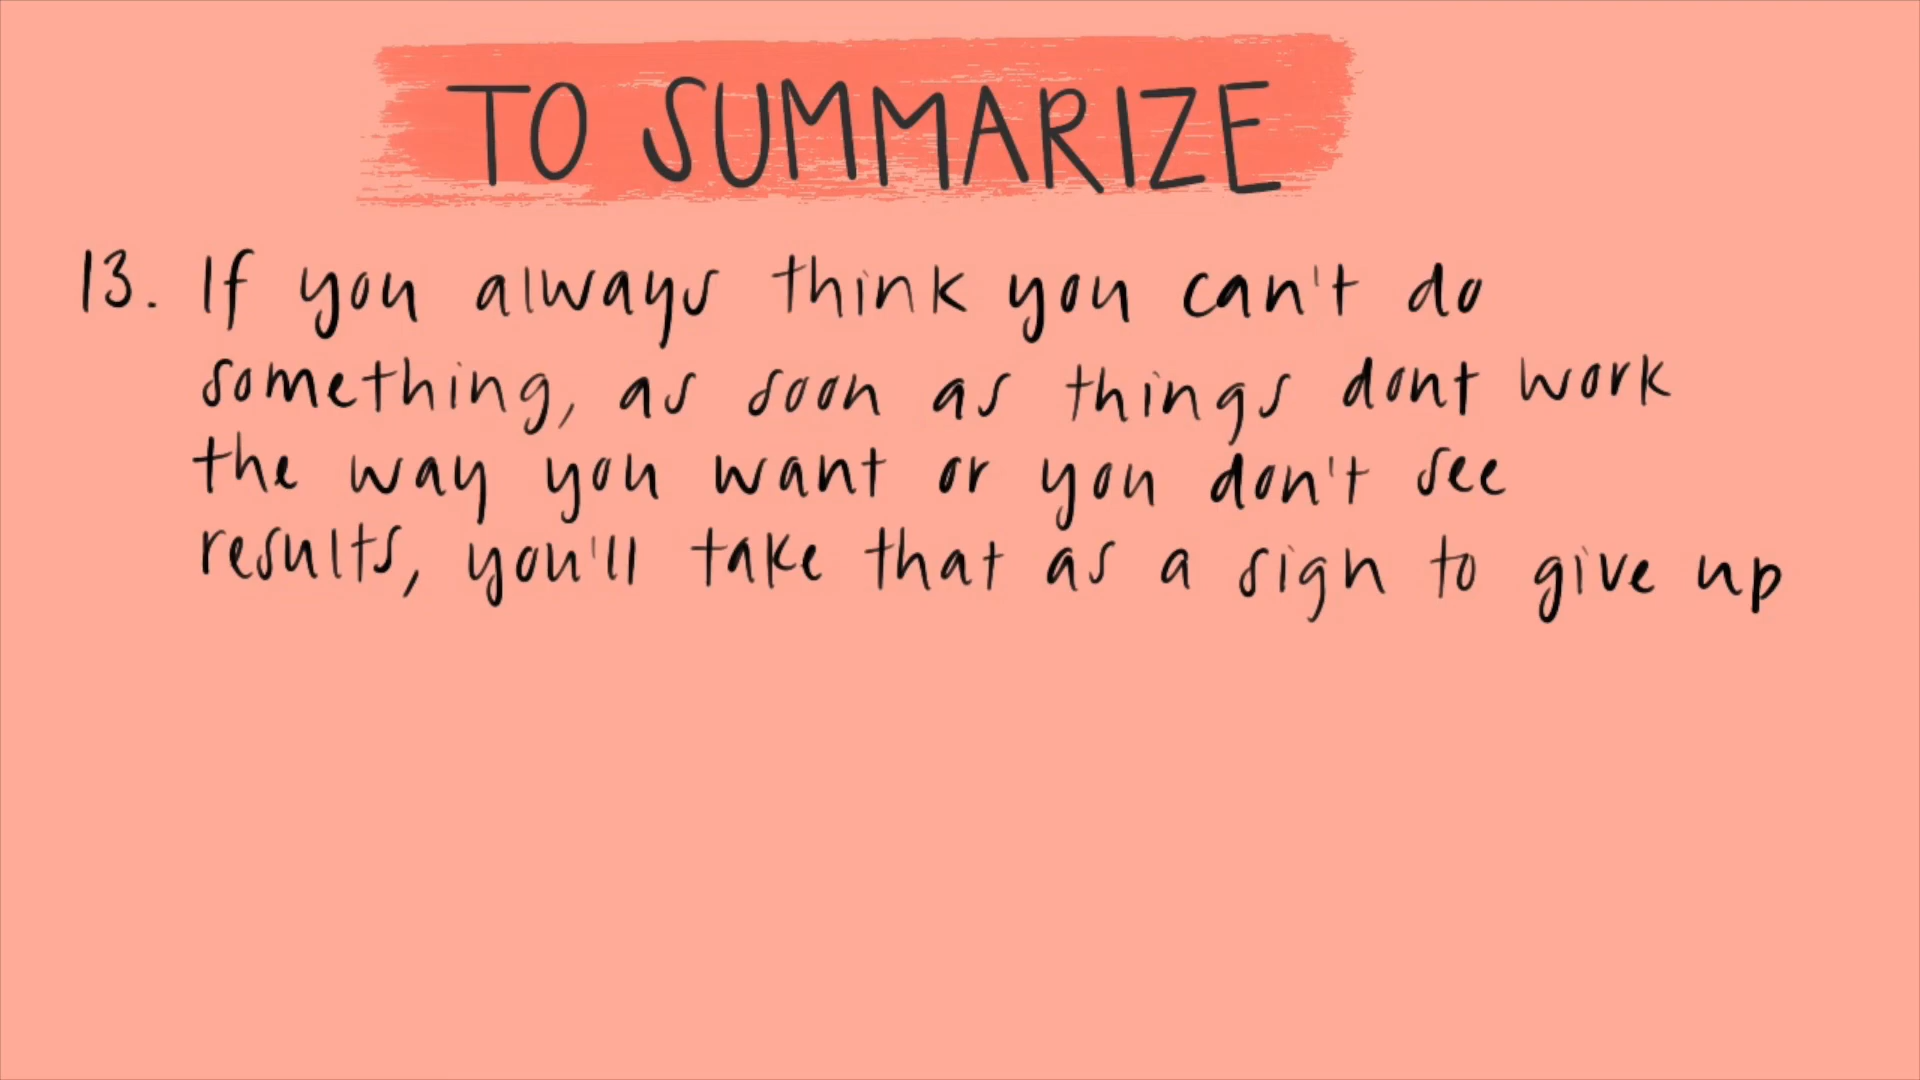 TO SUMMARIZE
13. If you always think you can't do
something, as soon as things dont work
the way you want or you don't see
results, you'll take that as a sign to give up